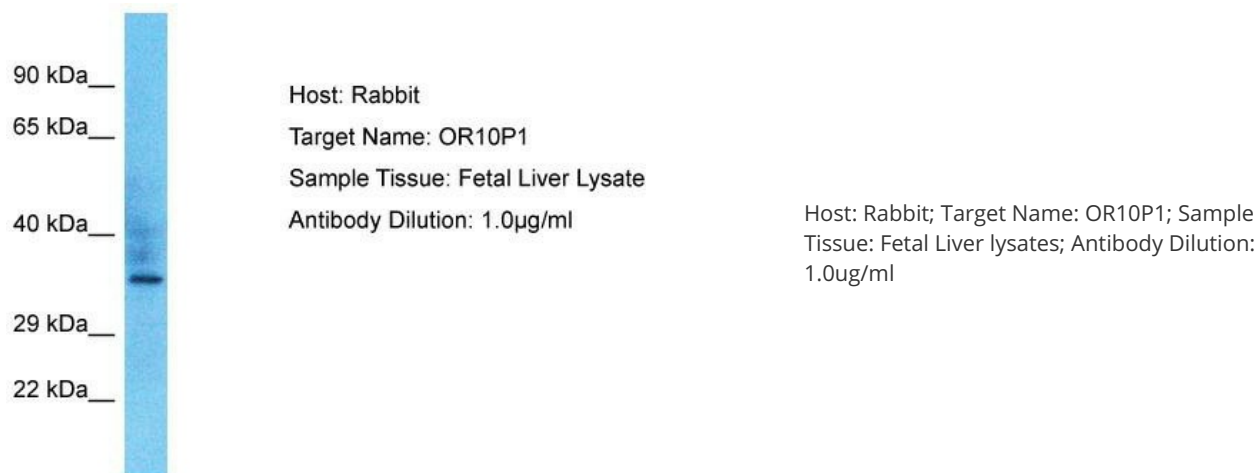 90 kDa__
65 kDa__
40 kDa__
29 kDa__
22 kDa__
Host: Rabbit
Target Name: OR10P1
Sample Tissue: Fetal Liver Lysate
Antibody Dilution: 1.0µg/ml
Host: Rabbit; Target Name: OR10P1; Sample
Tissue: Fetal Liver lysates; Antibody Dilution:
1.0ug/ml